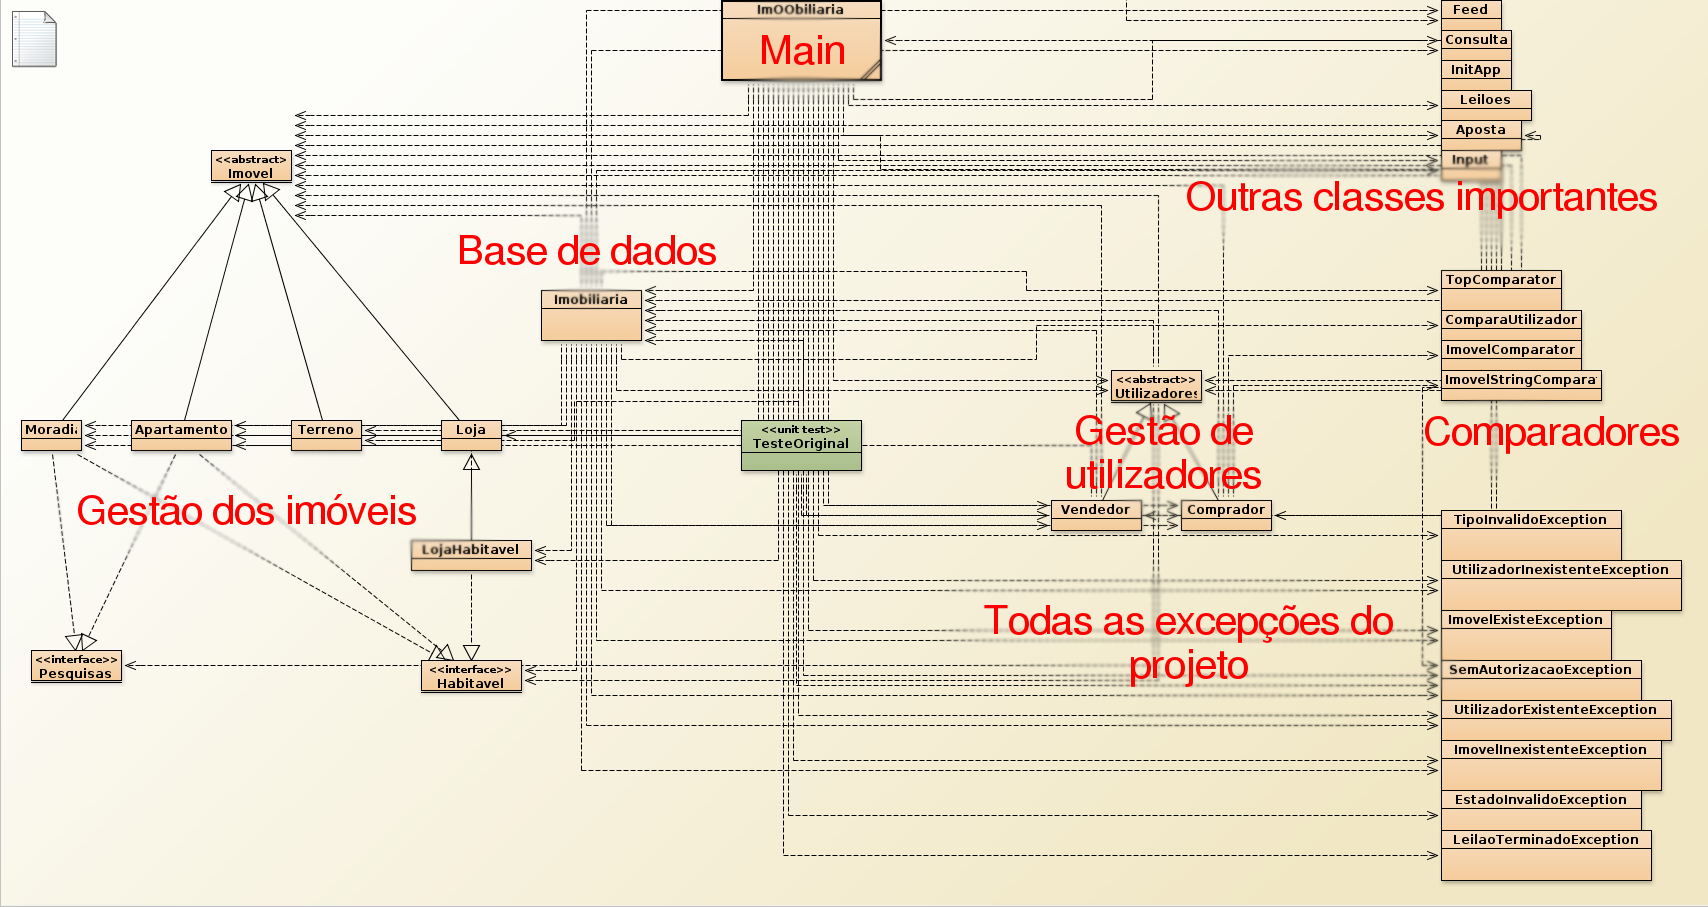 ImOObiliaria
Main
Feed
Consulta
InitApp
Leiloes
Aposta
Input
Outras classes importantes
<<abstract>
Imovel
Base de dados
Imobiliaria
TopComparator
ComparaUtilizador
ImovelComparator
ImovelStringCompara
Comparadores
<<abstract>>
Utilizadores
Gestão de
utilizadores
Vendedor
Comprador
Moradi
Apartamento
Terreno
Loja
<<unit test>>
TesteOriginal
Gestão dos imóveis
LojaHabitavel
<<interface>>
Pesquisas
<<interface>>
Habitavel
Todas as excepções do
projeto
TipoInvalidoException
UtilizadorInexistenteException
ImovelExisteException
SemAutorizacaoException
UtilizadorExistenteException
ImovelInexistenteException
EstadoInvalidoException
LeilaoTerminadoException